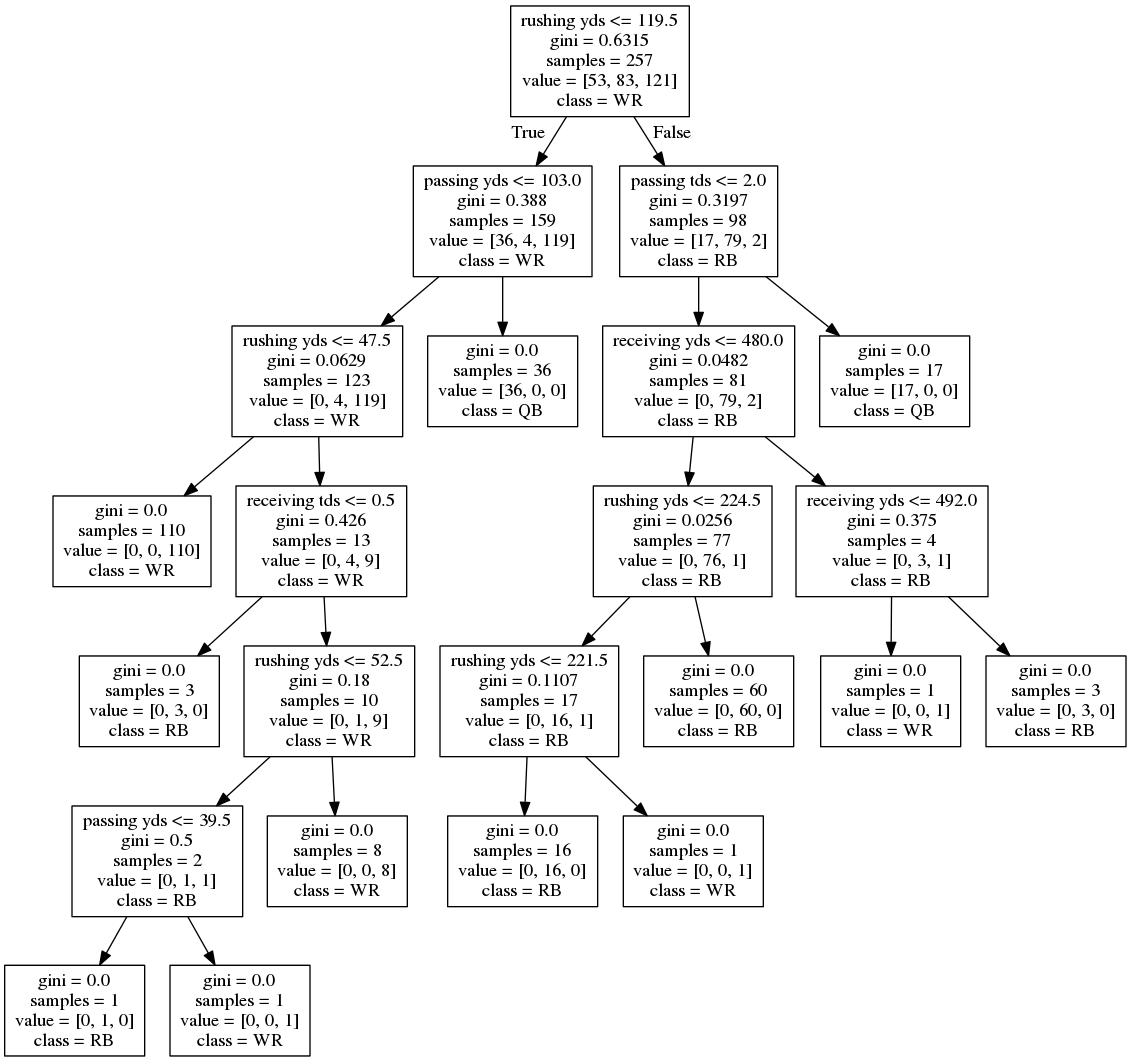 rushing yds <= 119.5
gini = 0.6315
samples = 257
value = [53, 83, 121]
class = WR
True
False
passing yds <= 103.0
gini = 0.388
samples = 159
value = [36, 4, 119]
class = WR
passing tds <= 2.0
gini = 0.3197
samples = 98
value = [17, 79, 2]
class = RB
rushing yds <= 47.5
gini = 0.0629
samples = 123
value = [0, 4, 119]
class = WR
gini = 0.0
samples = 36
value = [36, 0, 0]
class = QB
receiving yds <= 480.0
gini = 0.0482
samples = 81
value = [0, 79, 2]
class = RB
gini = 0.0
samples = 17
value = [17, 0, 0]
class = QB
gini = 0.0
samples = 110
value = [0, 0, 110]
class = WR
receiving tds <= 0.5
gini = 0.426
samples = 13
value = [0, 4, 9]
class = WR
rushing yds <= 224.5
gini = 0.0256
samples = 77
value = [0, 76, 1]
class = RB
receiving yds <= 492.0
gini = 0.375
samples = 4
value = [0, 3, 1]
class = RB
gini = 0.0
samples = 3
value = [0, 3, 0]
class = RB
rushing yds <= 52.5
gini = 0.18
samples = 10
value = [0, 1, 9]
class = WR
rushing yds <= 221.5
gini = 0.1107
samples = 17
value = [0, 16, 1]
class = RB
gini = 0.0
samples = 60
value = [0, 60, 0]
class = RB
gini = 0.0
samples = 1
value = [0, 0, 1]
class = WR
gini = 0.0
samples = 3
value = [0, 3, 0]
class = RB
passing yds <= 39.5
gini = 0.5
samples = 2
value = [0, 1, 1]
class = RB
gini = 0.0
samples = 8
value = [0, 0, 8]
class = WR
gini = 0.0
samples = 16
value = [0, 16, 0]
class = RB
gini = 0.0
samples = 1
value = [0, 0, 1]
class = WR
gini = 0.0
samples = 1
value = [0, 1, 0]
class = RB
gini = 0.0
samples = 1
value = [0, 0, 1]
class = WR